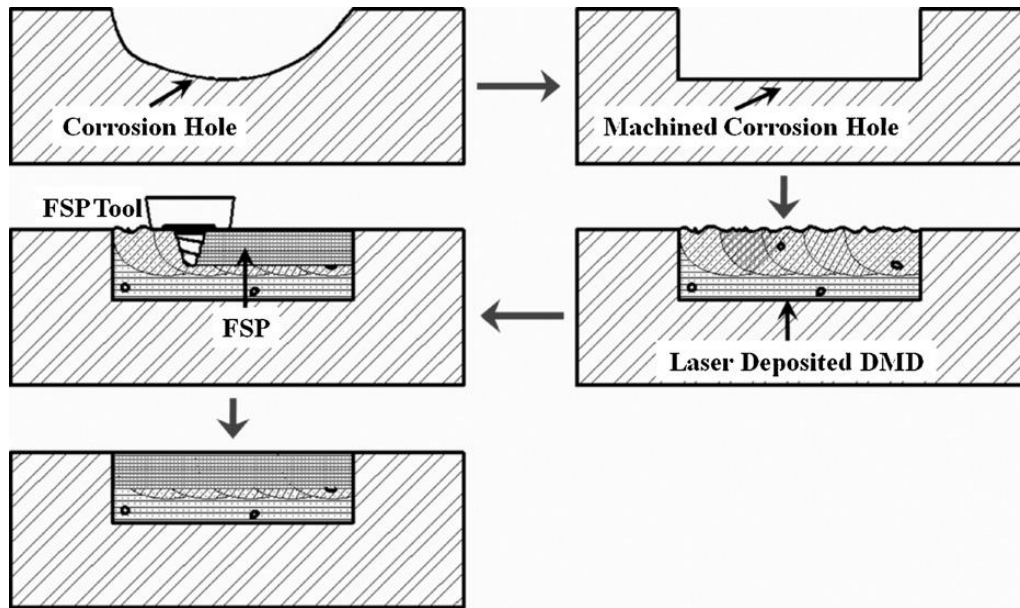 Corrosion Hole
Machined Corrosion Hole
FSP Tool
FSP
Laser Deposited DMD